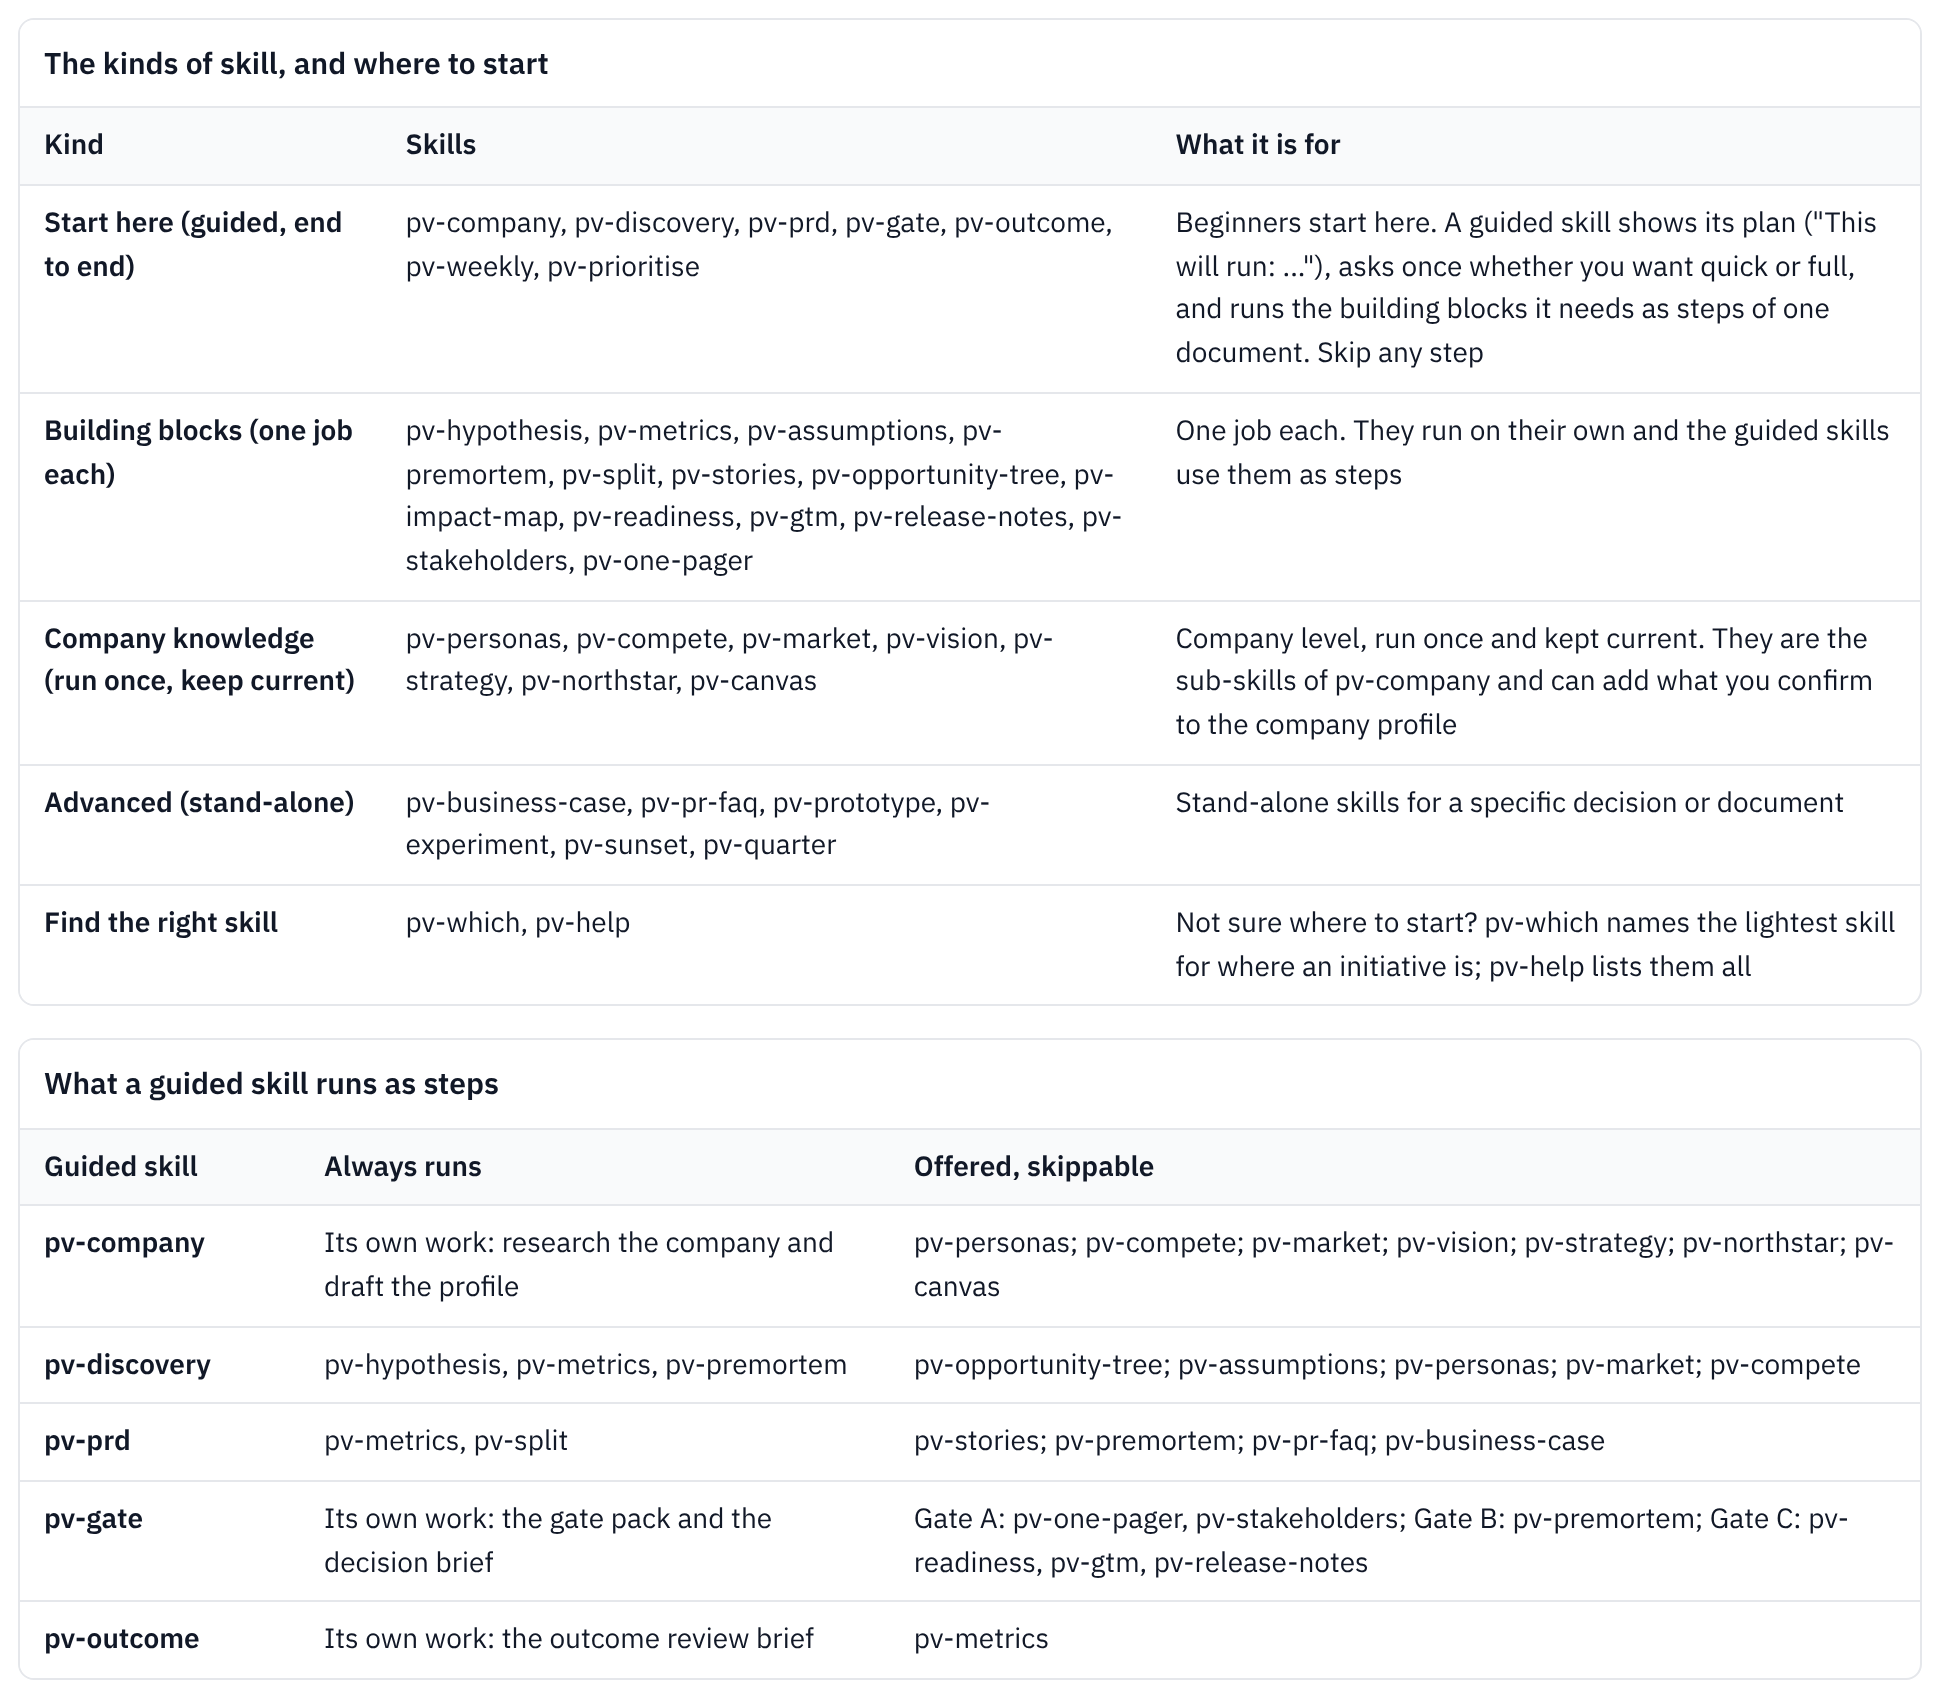 The kinds of skill, and where to start
Kind
Skills
What it is for
Start here (guided, end
to end)
pv-company, pv-discovery, pv-prd, pv-gate, pv-outcome,
pv-weekly, pv-prioritise
Beginners start here. A guided skill shows its plan ("This
will run: ..."), asks once whether you want quick or full,
and runs the building blocks it needs as steps of one
document. Skip any step
Building blocks (one job
each)
pv-hypothesis, pv-metrics, pv-assumptions, pv-
premortem, pv-split, pv-stories, pv-opportunity-tree, pv-
impact-map, pv-readiness, pv-gtm, pv-release-notes, pv-
stakeholders, pv-one-pager
One job each. They run on their own and the guided skills
use them as steps
Company knowledge
(run once, keep current)
pv-personas, pv-compete, pv-market, pv-vision, pv-
strategy, pv-northstar, pv-canvas
Company level, run once and kept current. They are the
sub-skills of pv-company and can add what you confirm
to the company profile
Advanced (stand-alone)
pv-business-case, pv-pr-faq, pv-prototype, pv-
experiment, pv-sunset, pv-quarter
Stand-alone skills for a specific decision or document
Find the right skill
pv-which, pv-help
Not sure where to start? pv-which names the lightest skill
for where an initiative is; pv-help lists them all
What a guided skill runs as steps
Guided skill
Always runs
Offered, skippable
pv-company
Its own work: research the company and
draft the profile
pv-personas; pv-compete; pv-market; pv-vision; pv-strategy; pv-northstar; pv-
canvas
pv-discovery
pv-hypothesis, pv-metrics, pv-premortem
pv-opportunity-tree; pv-assumptions; pv-personas; pv-market; pv-compete
pv-prd
pv-metrics, pv-split
pv-stories; pv-premortem; pv-pr-faq; pv-business-case
pv-gate
Its own work: the gate pack and the
decision brief
Gate A: pv-one-pager, pv-stakeholders; Gate B: pv-premortem; Gate C: pv-
readiness, pv-gtm, pv-release-notes
pv-outcome
Its own work: the outcome review brief
pv-metrics